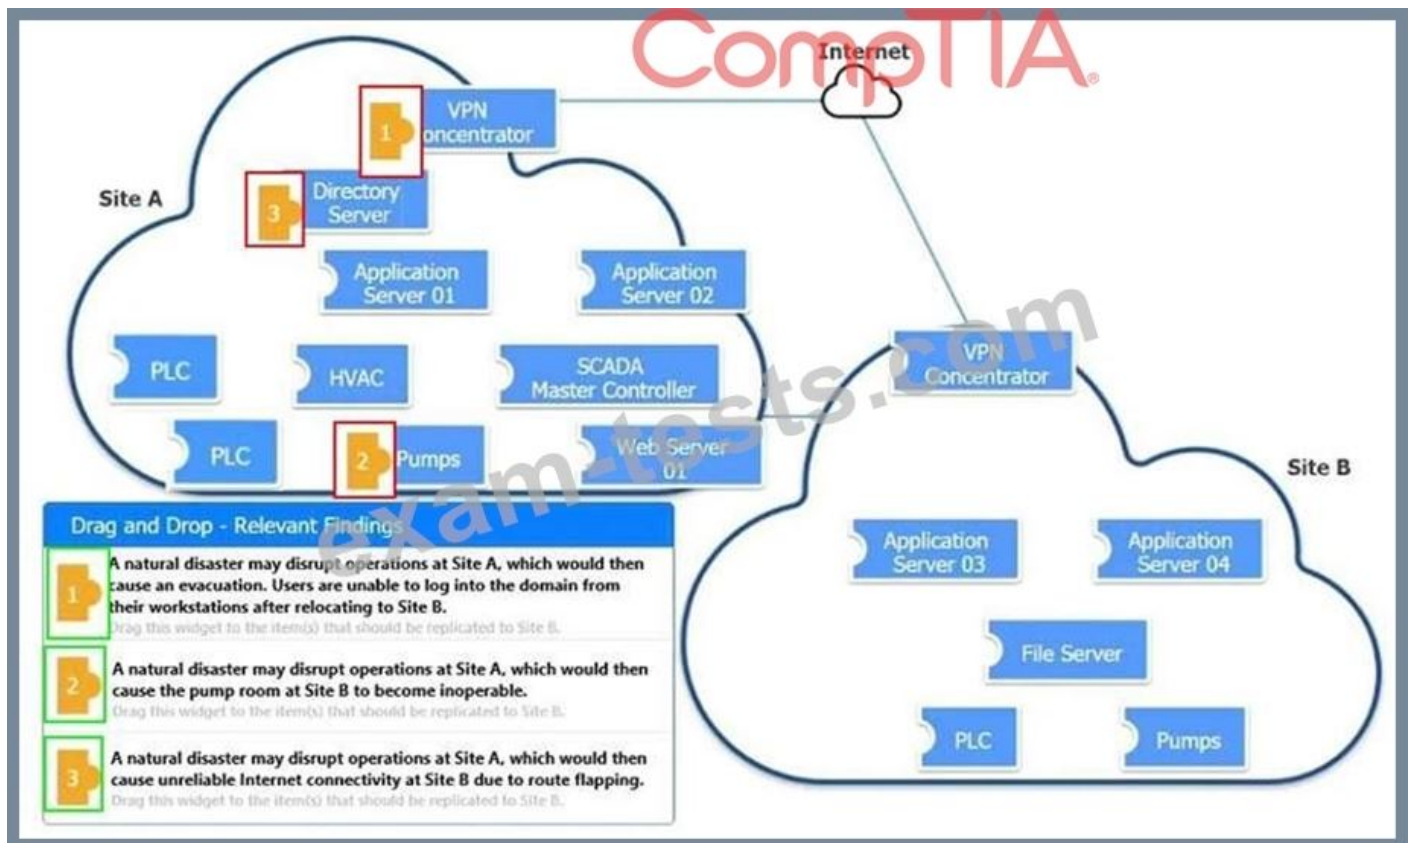 CompTIA®
Internet
1
VPN
oncentrator
Site A
3
Directory
Server
Application
Server 01
Application
Server 02
PLC
HVAC
SCADA
Master Controller
VPN
Concentrator
PLC
2
Pumps
Web Server
01
exam-tests.com
Site B
Drag and Drop - Relevant Findings
1
A natural disaster may disrupt operations at Site A, which would then
cause an evacuation. Users are unable to log into the domain from
their workstations after relocating to Site B.
Drag this widget to the item(s) that should be replicated to Site B.
2
A natural disaster may disrupt operations at Site A, which would then
cause the pump room at Site B to become inoperable.
Drag this widget to the item(s) that should be replicated to Site B.
3
A natural disaster may disrupt operations at Site A, which would then
cause unreliable Internet connectivity at Site B due to route flapping.
Drag this widget to the item(s) that should be replicated to Site B.
Application
Server 03
Application
Server 04
File Server
PLC
Pumps